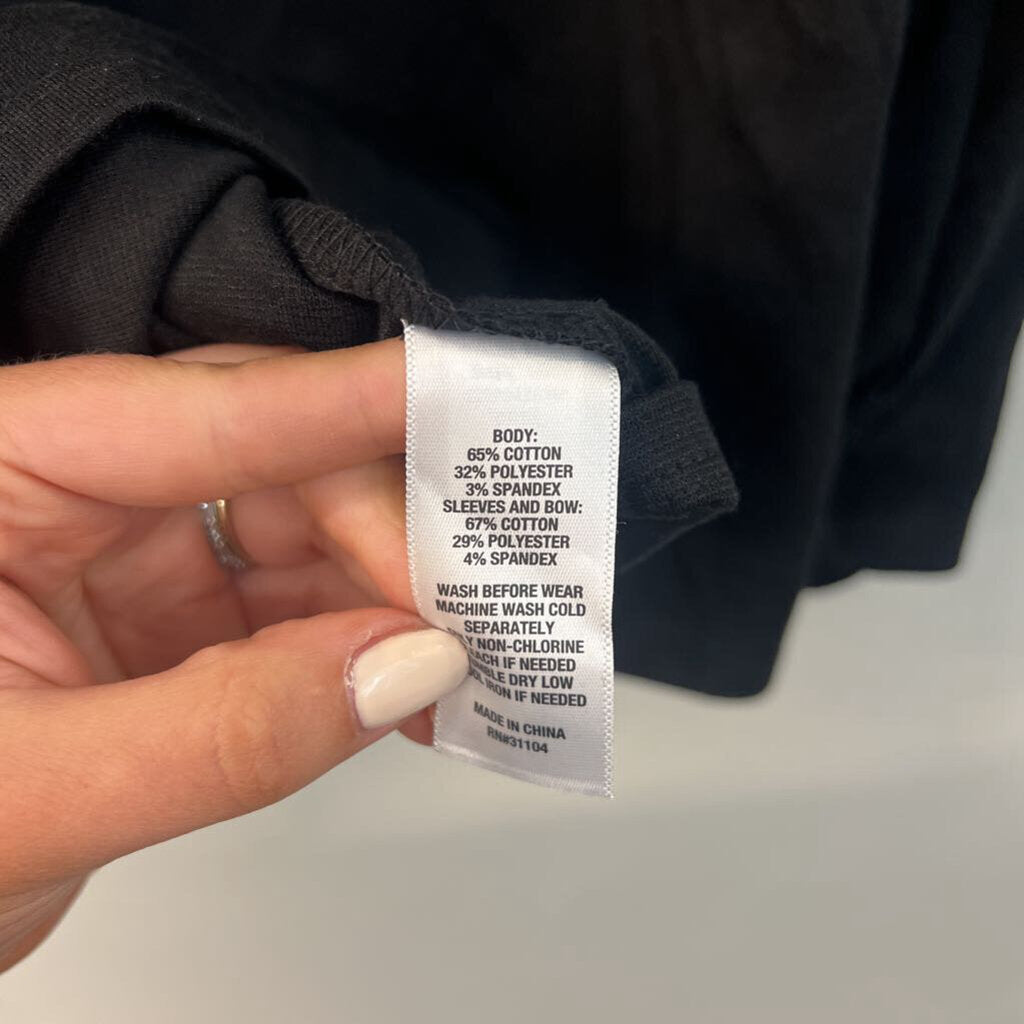 BODY:
65% COTTON
32% POLYESTER
3% SPANDEX
SLEEVES AND BOW:
67% COTTON
29% POLYESTER
4% SPANDEX
WASH BEFORE WEAR
MACHINE WASH COLD
SEPARATELY
NON-CHLORINE
IF NEEDED
DRY LOW
IRON IF NEEDED
MADE IN CHINA
RN#31104